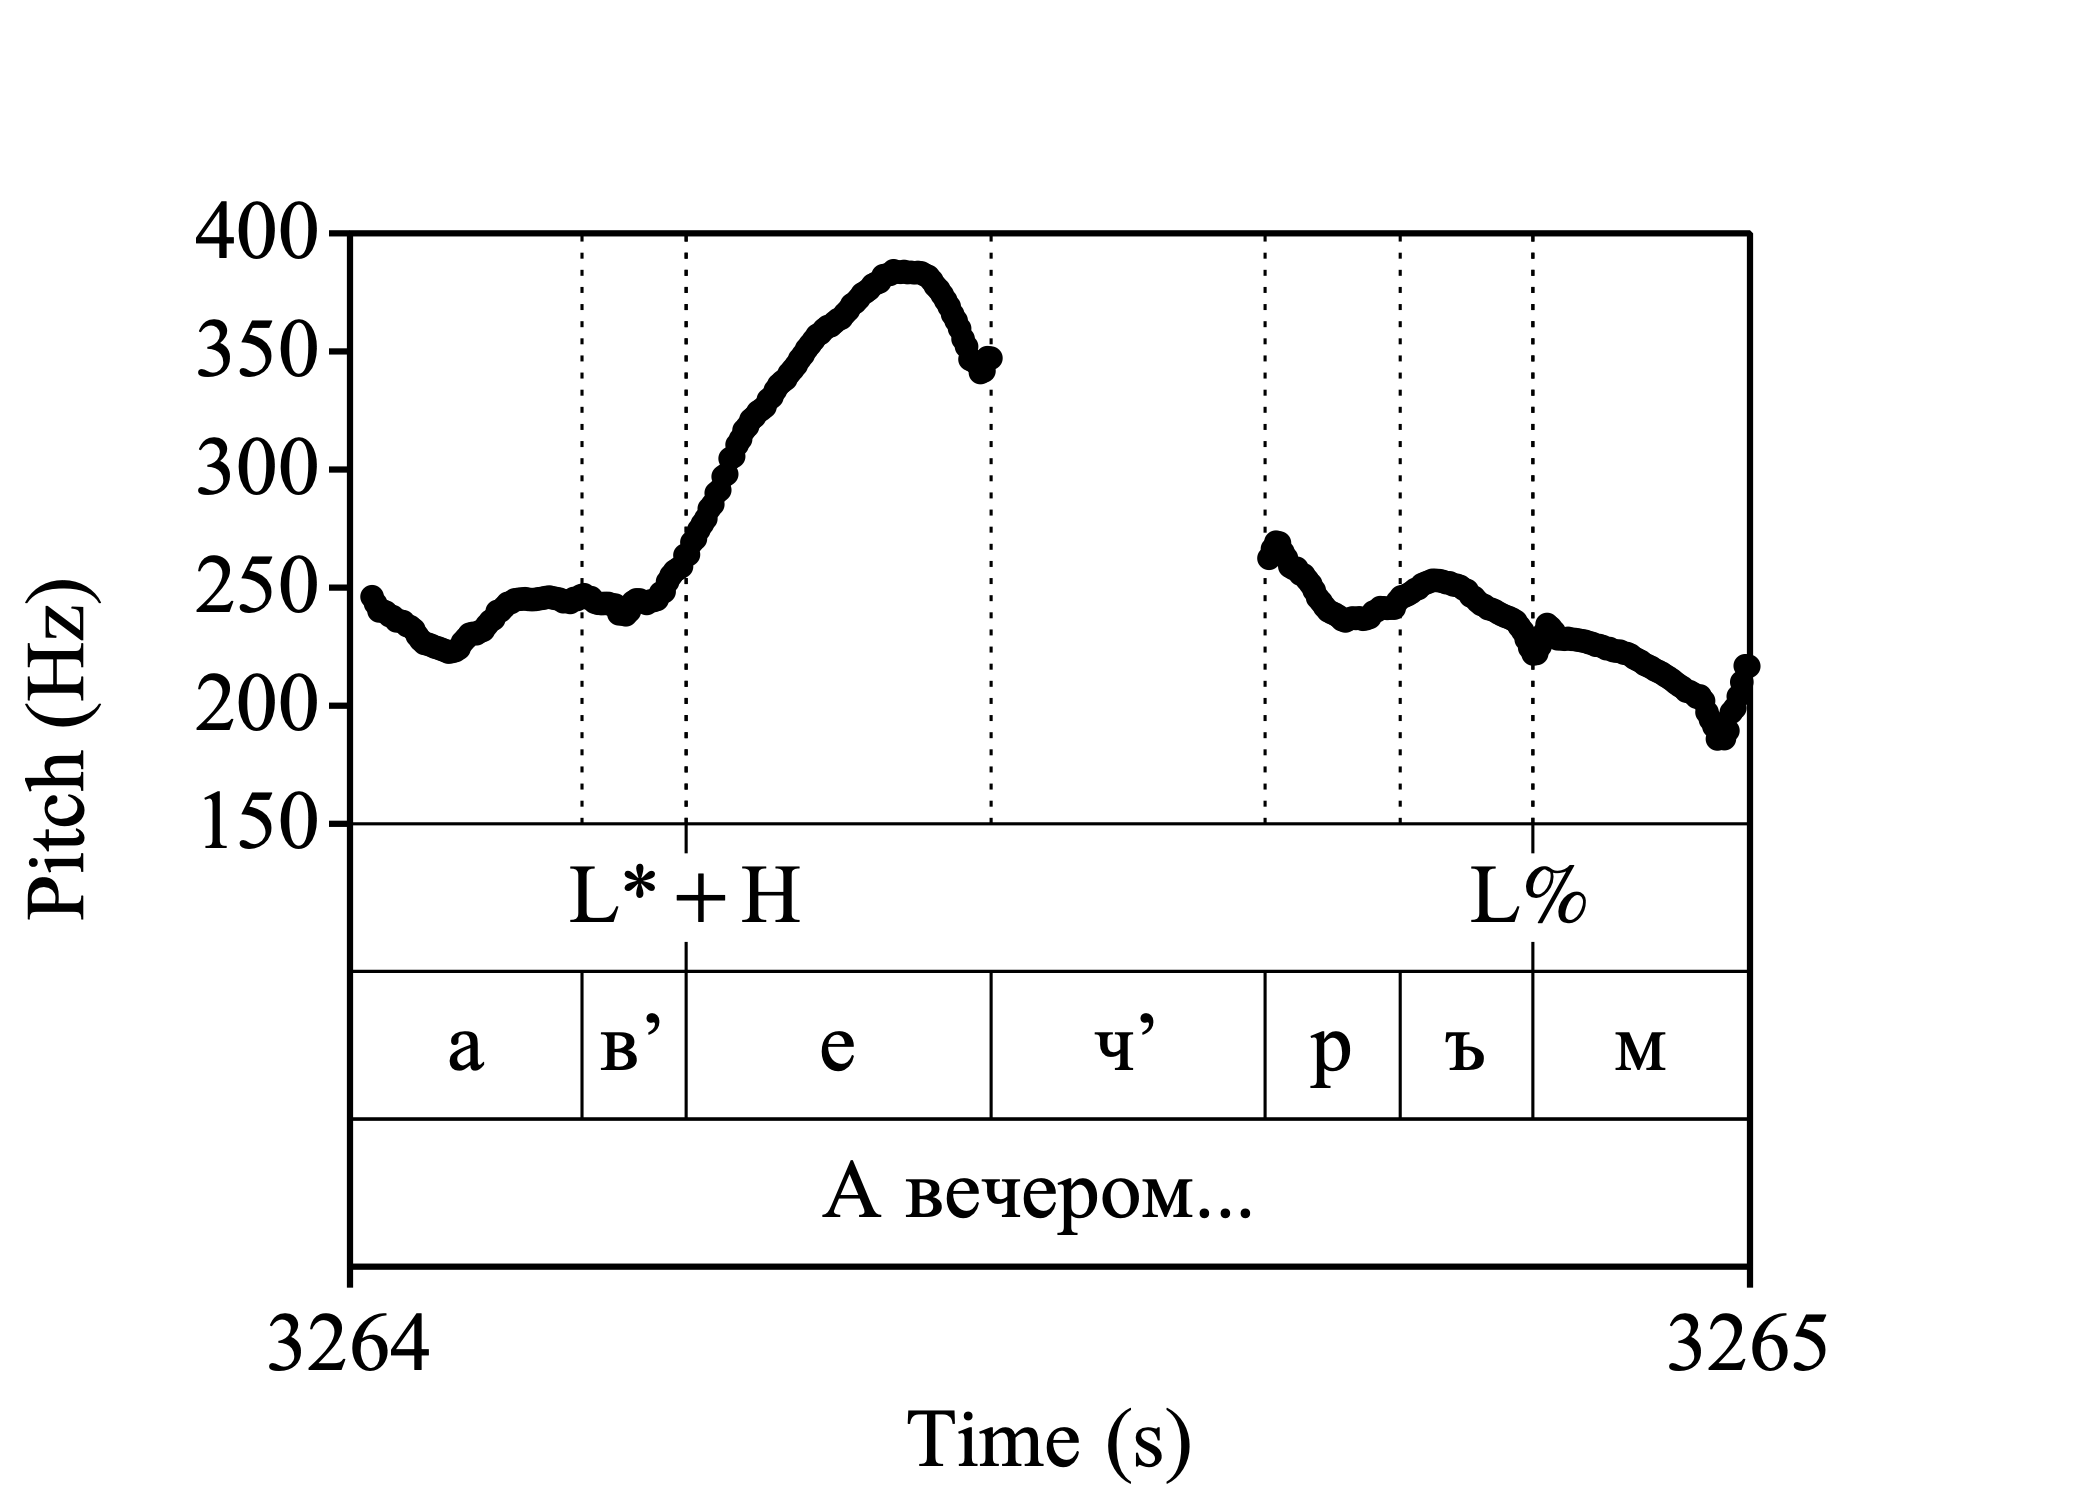 400
350
300
250
200
150
Pitch (Hz)
L*+H L%
а в’ е ч’ р ъ м
А вечером...
3264 3265
Time (s)